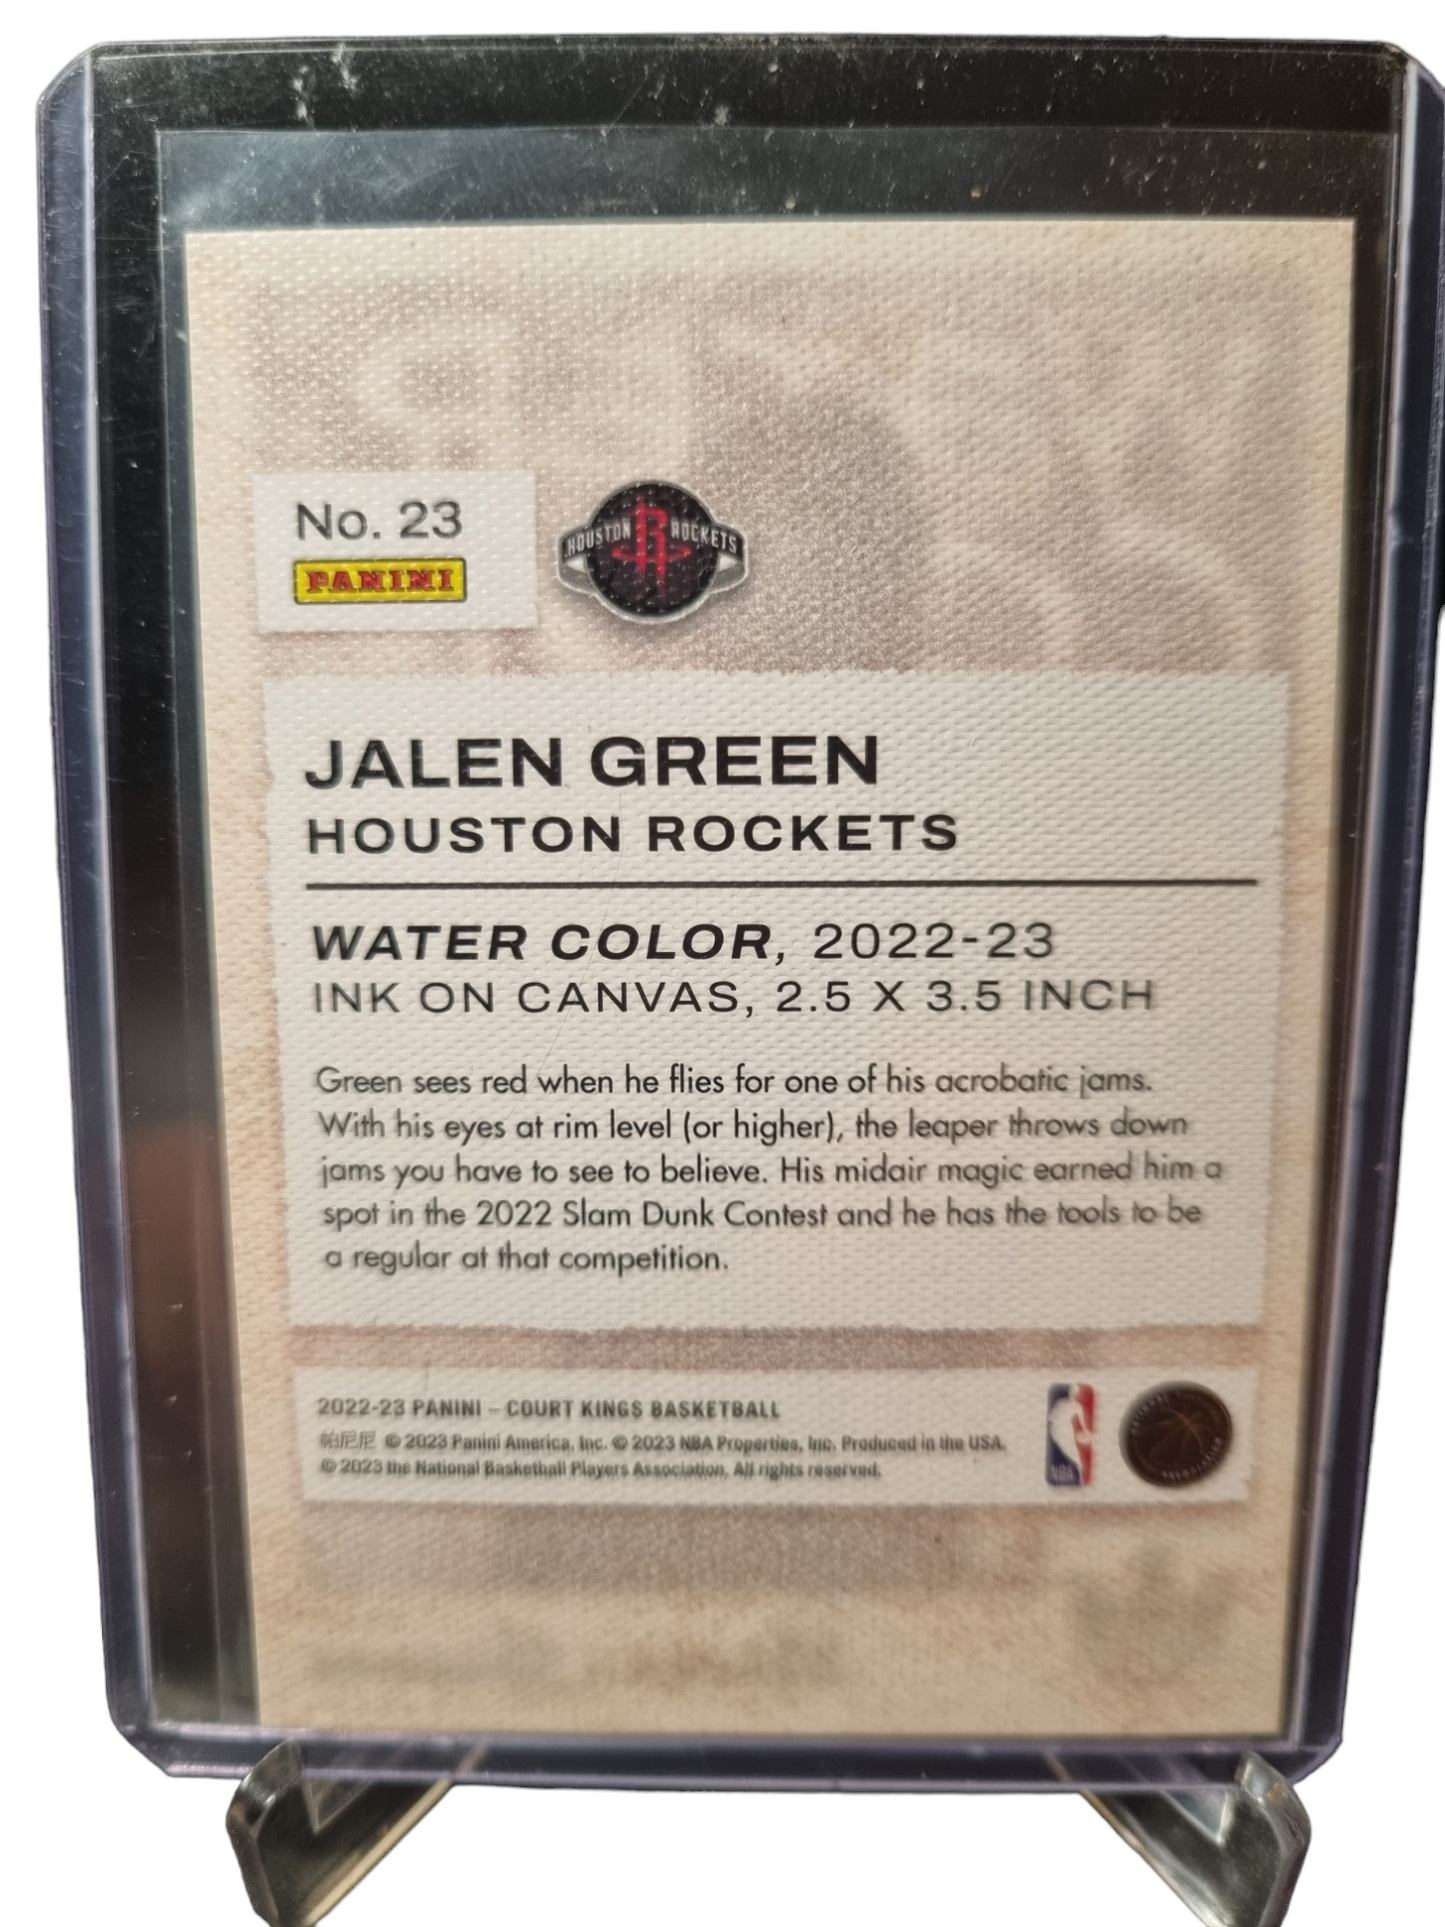 No. 23
PANINI
HOUSTON R ROCKETS
JALEN GREEN
HOUSTON ROCKETS
WATER COLOR, 2022-23
INK ON CANVAS, 2.5 X 3.5 INCH
Green sees red when he flies for one of his acrobatic jams.
With his eyes at rim level (or higher), the leaper throws down
jams you have to see to believe. His midair magic earned him a
spot in the 2022 Slam Dunk Contest and he has the tools to be
a regular at that competition.
2022-23 PANINI – COURT KINGS BASKETBALL
帕尼尼 © 2023 Panini America, Inc. © 2023 NBA Properties, Inc. Produced in the USA.
© 2023 the National Basketball Players Association. All rights reserved.
NBA